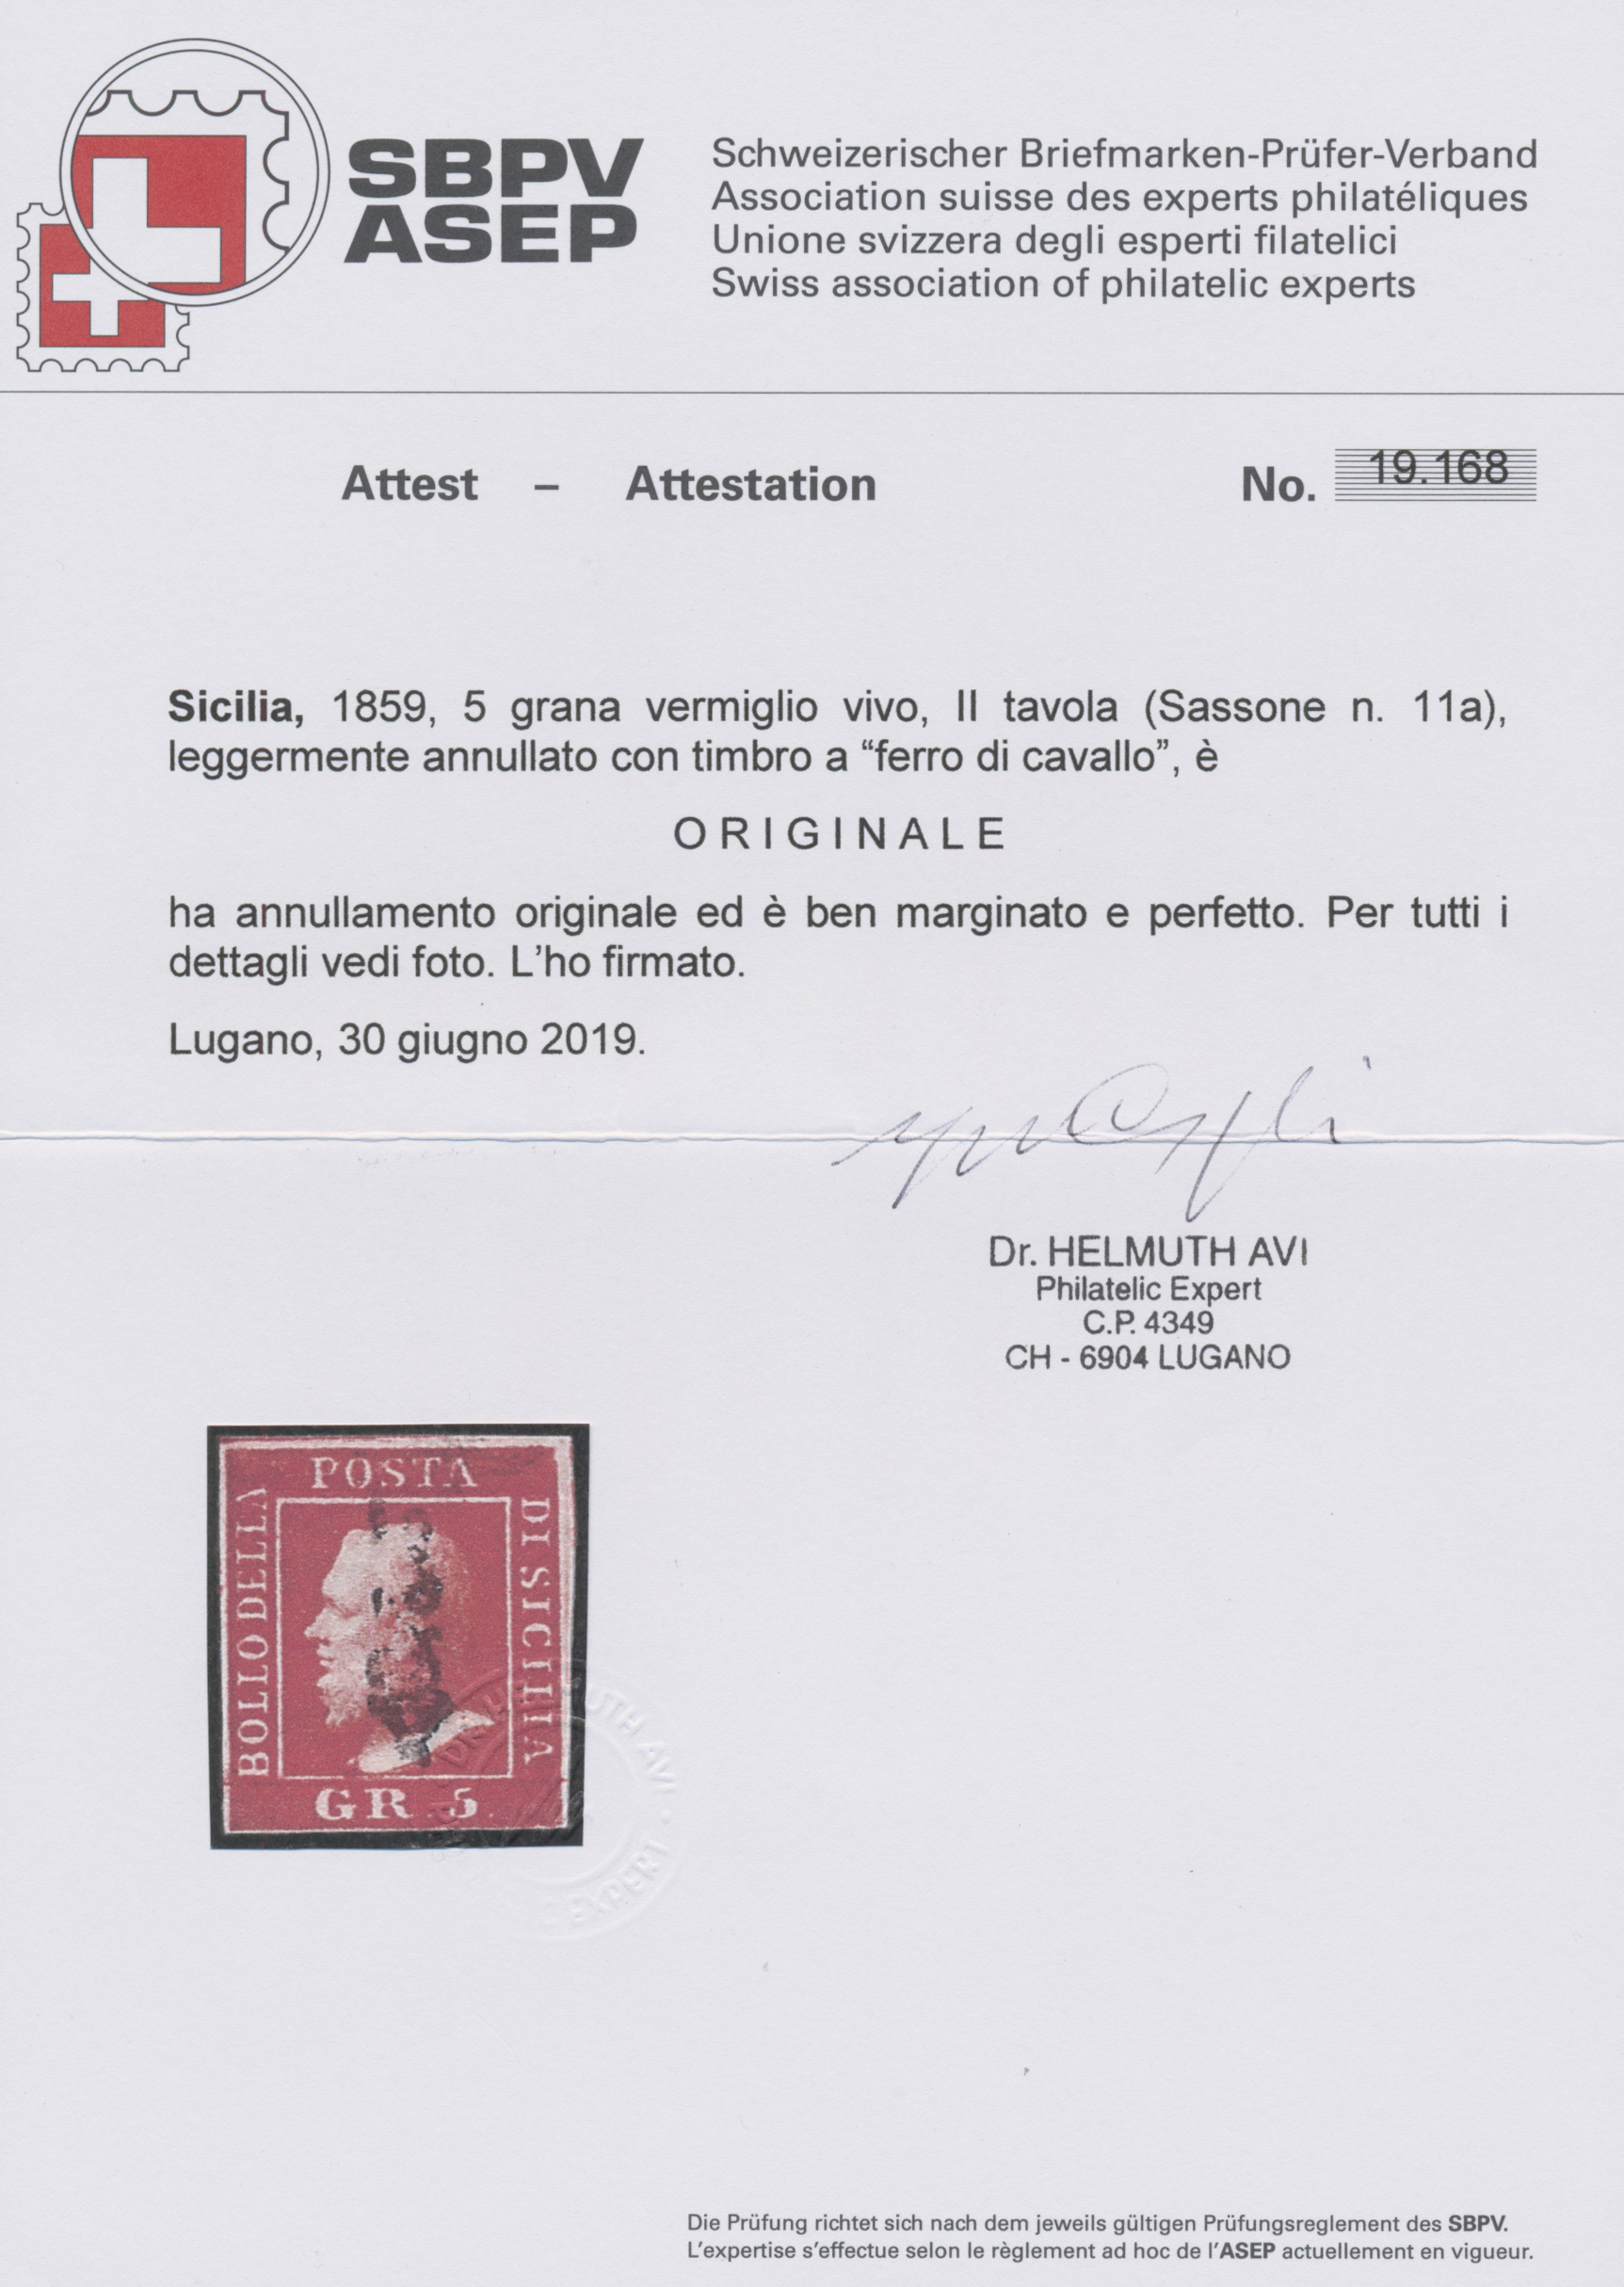 SBPV
ASEP
Schweizerischer Briefmarken-Prüfer-Verband
Association suisse des experts philatéliques
Unione svizzera degli esperti filatelici
Swiss association of philatelic experts
Attest – Attestation No. 19.168
Sicilia, 1859, 5 grana vermiglio vivo, II tavola (Sassone n. 11a),
leggermente annullato con timbro a “ferro di cavallo”, è
ORIGINALE
ha annullamento originale ed è ben marginato e perfetto. Per tutti i
dettagli vedi foto. L’ho firmato.
Lugano, 30 giugno 2019.
Dr. HELMUTH AVI
Philatelic Expert
C.P. 4349
CH - 6904 LUGANO
POSTA
BOLLO DELLA
DI SICILIA
GR. 5.
UTH AVI
EXPERT
Die Prüfung richtet sich nach dem jeweils gültigen Prüfungsreglement des SBPV.
L’expertise s’effectue selon le règlement ad hoc de l’ASEP actuellement en vigueur.